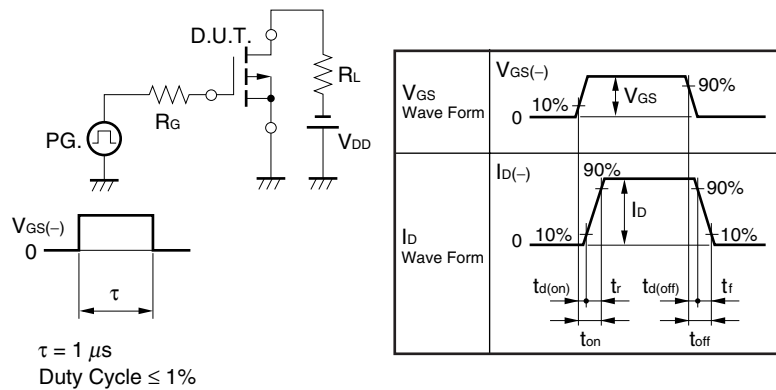 D.U.T.
RL
RG
PG.
VDD
VGS(−)
0
τ
τ = 1 μs
Duty Cycle ≤ 1%
VGS
Wave Form
VGS(−)
10%
0
VGS
90%
ID
Wave Form
ID(−)
90%
90%
10%
0
ID
10%
td(on)
tr
td(off)
tf
ton
toff